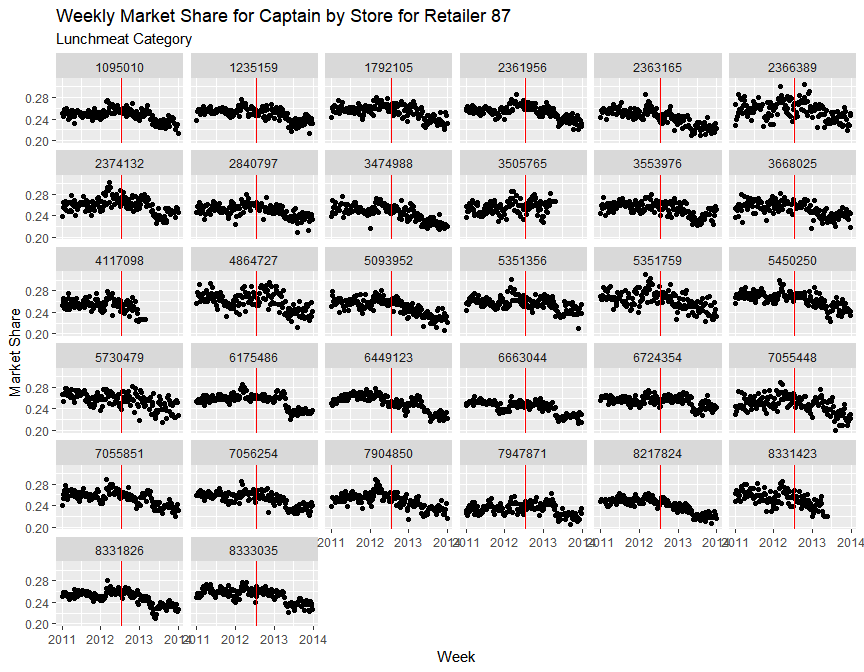 Weekly Market Share for Captain by Store for Retailer 87
Lunchmeat Category
1095010 1235159 1792105 2361956 2363165 2366389
0.28
0.24
0.20
2374132 2840797 3474988 3505765 3553976 3668025
0.28
0.24
0.20
4117098 4864727 5093952 5351356 5351759 5450250
0.28
0.24
0.20
5730479 6175486 6449123 6663044 6724354 7055448
0.28
0.24
0.20
7055851 7056254 7904850 7947871 8217824 8331423
0.28
0.24
0.20
2011 2012 2013 2014 2011 2012 2013 2014 2011 2012 2013 2014 2011 2012 2013 2014
8331826 8333035
0.28
0.24
0.20
2011 2012 2013 2014 2011 2012 2013 2014
Market Share
Week